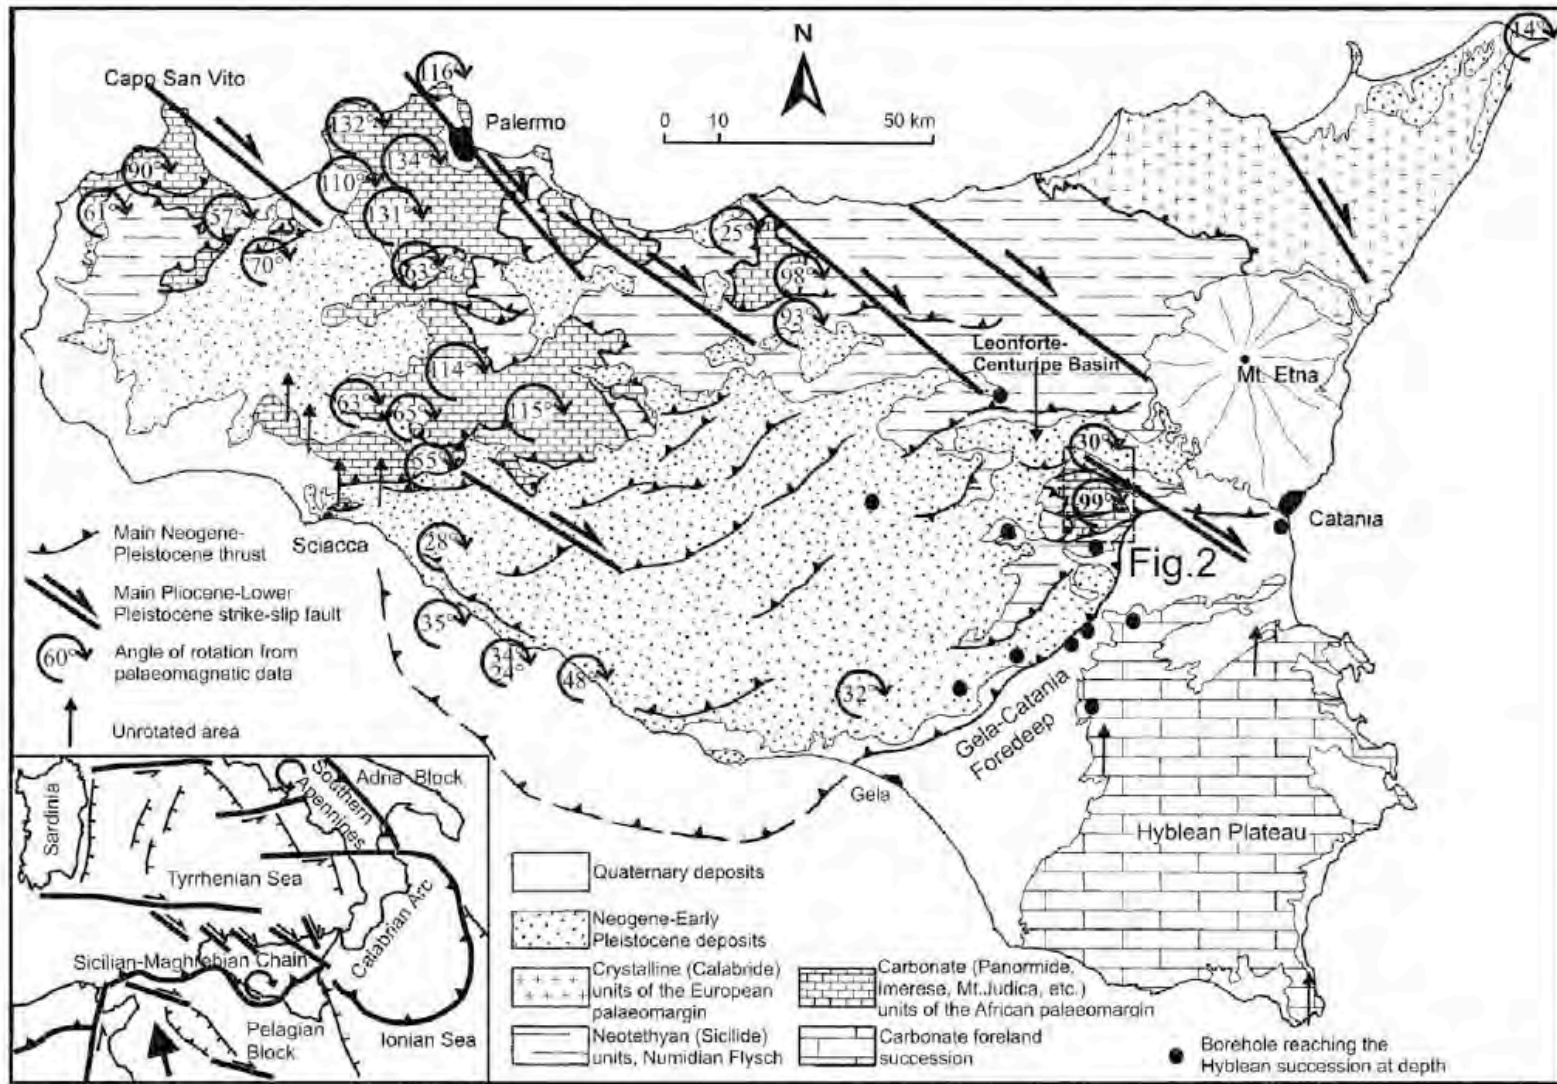 N
0 10 50 km
Capo San Vito
Palermo
116°
14°
132°
34°
90°
110°
61°
57°
131°
25°
70°
63°
98°
93°
Leonforte-
Centuripe Basin
Mt. Etna
114°
63°
65°
115°
55°
30°
99°
Catania
Fig.2
Sciacca
28°
35°
34°
24°
48°
32°
Gela-Catania
Foredeep
Gela
Hyblean Plateau
Main Neogene-
Pleistocene thrust
Main Pliocene-Lower
Pleistocene strike-slip fault
60°
Angle of rotation from
palaeomagnetic data
Unrotated area
Sardinia
Southern
Apennines
Adria Block
Tyrrhenian Sea
Calabrian Arc
Sicilian-Maghrebian Chain
Pelagian
Block
Ionian Sea
Quaternary deposits
Neogene-Early
Pleistocene deposits
Crystalline (Calabride)
units of the European
palaeomargin
Neotethyan (Sicilide)
units, Numidian Flysch
Carbonate (Panormide,
Imerese, Mt.Judica, etc.)
units of the African palaeomargin
Carbonate foreland
succession
Borehole reaching the
Hyblean succession at depth